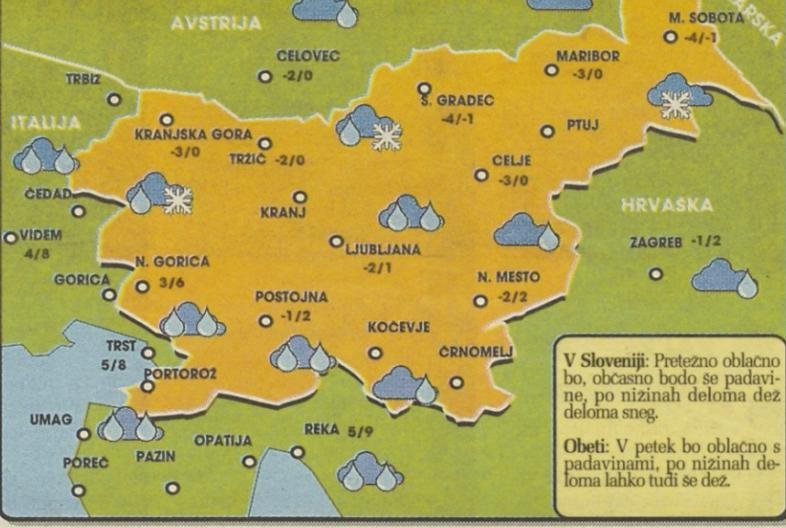 AVSTRIJA
M. SOBOTA
-4/-1
CELOVEC
-2/0
MARIBOR
-3/0
TRBIZ
Š. GRADEC
-4/-1
ITALIJA
KRANJSKA GORA
-3/0
TRŽIČ -2/0
PTUJ
CELJE
-3/0
ČEDAD
KRANJ
HRVAŠKA
VIDEM
4/8
LJUBLJANA
-2/1
ZAGREB -1/2
N. GORICA
3/6
GORICA
N. MESTO
-2/2
POSTOJNA
-1/2
KOČEVJE
TRST
5/8
ČRNOMELJ
PORTOROŽ
UMAG
OPATIJA
REKA 5/9
POREČ
PAZIN
V Sloveniji: Pretežno oblačno
bo, občasno bodo še padavi-
ne, po nižinah deloma dež
deloma sneg.
Obeti: V petek bo oblačno s
padavinami, po nižinah de-
loma lahko tudi še dež.